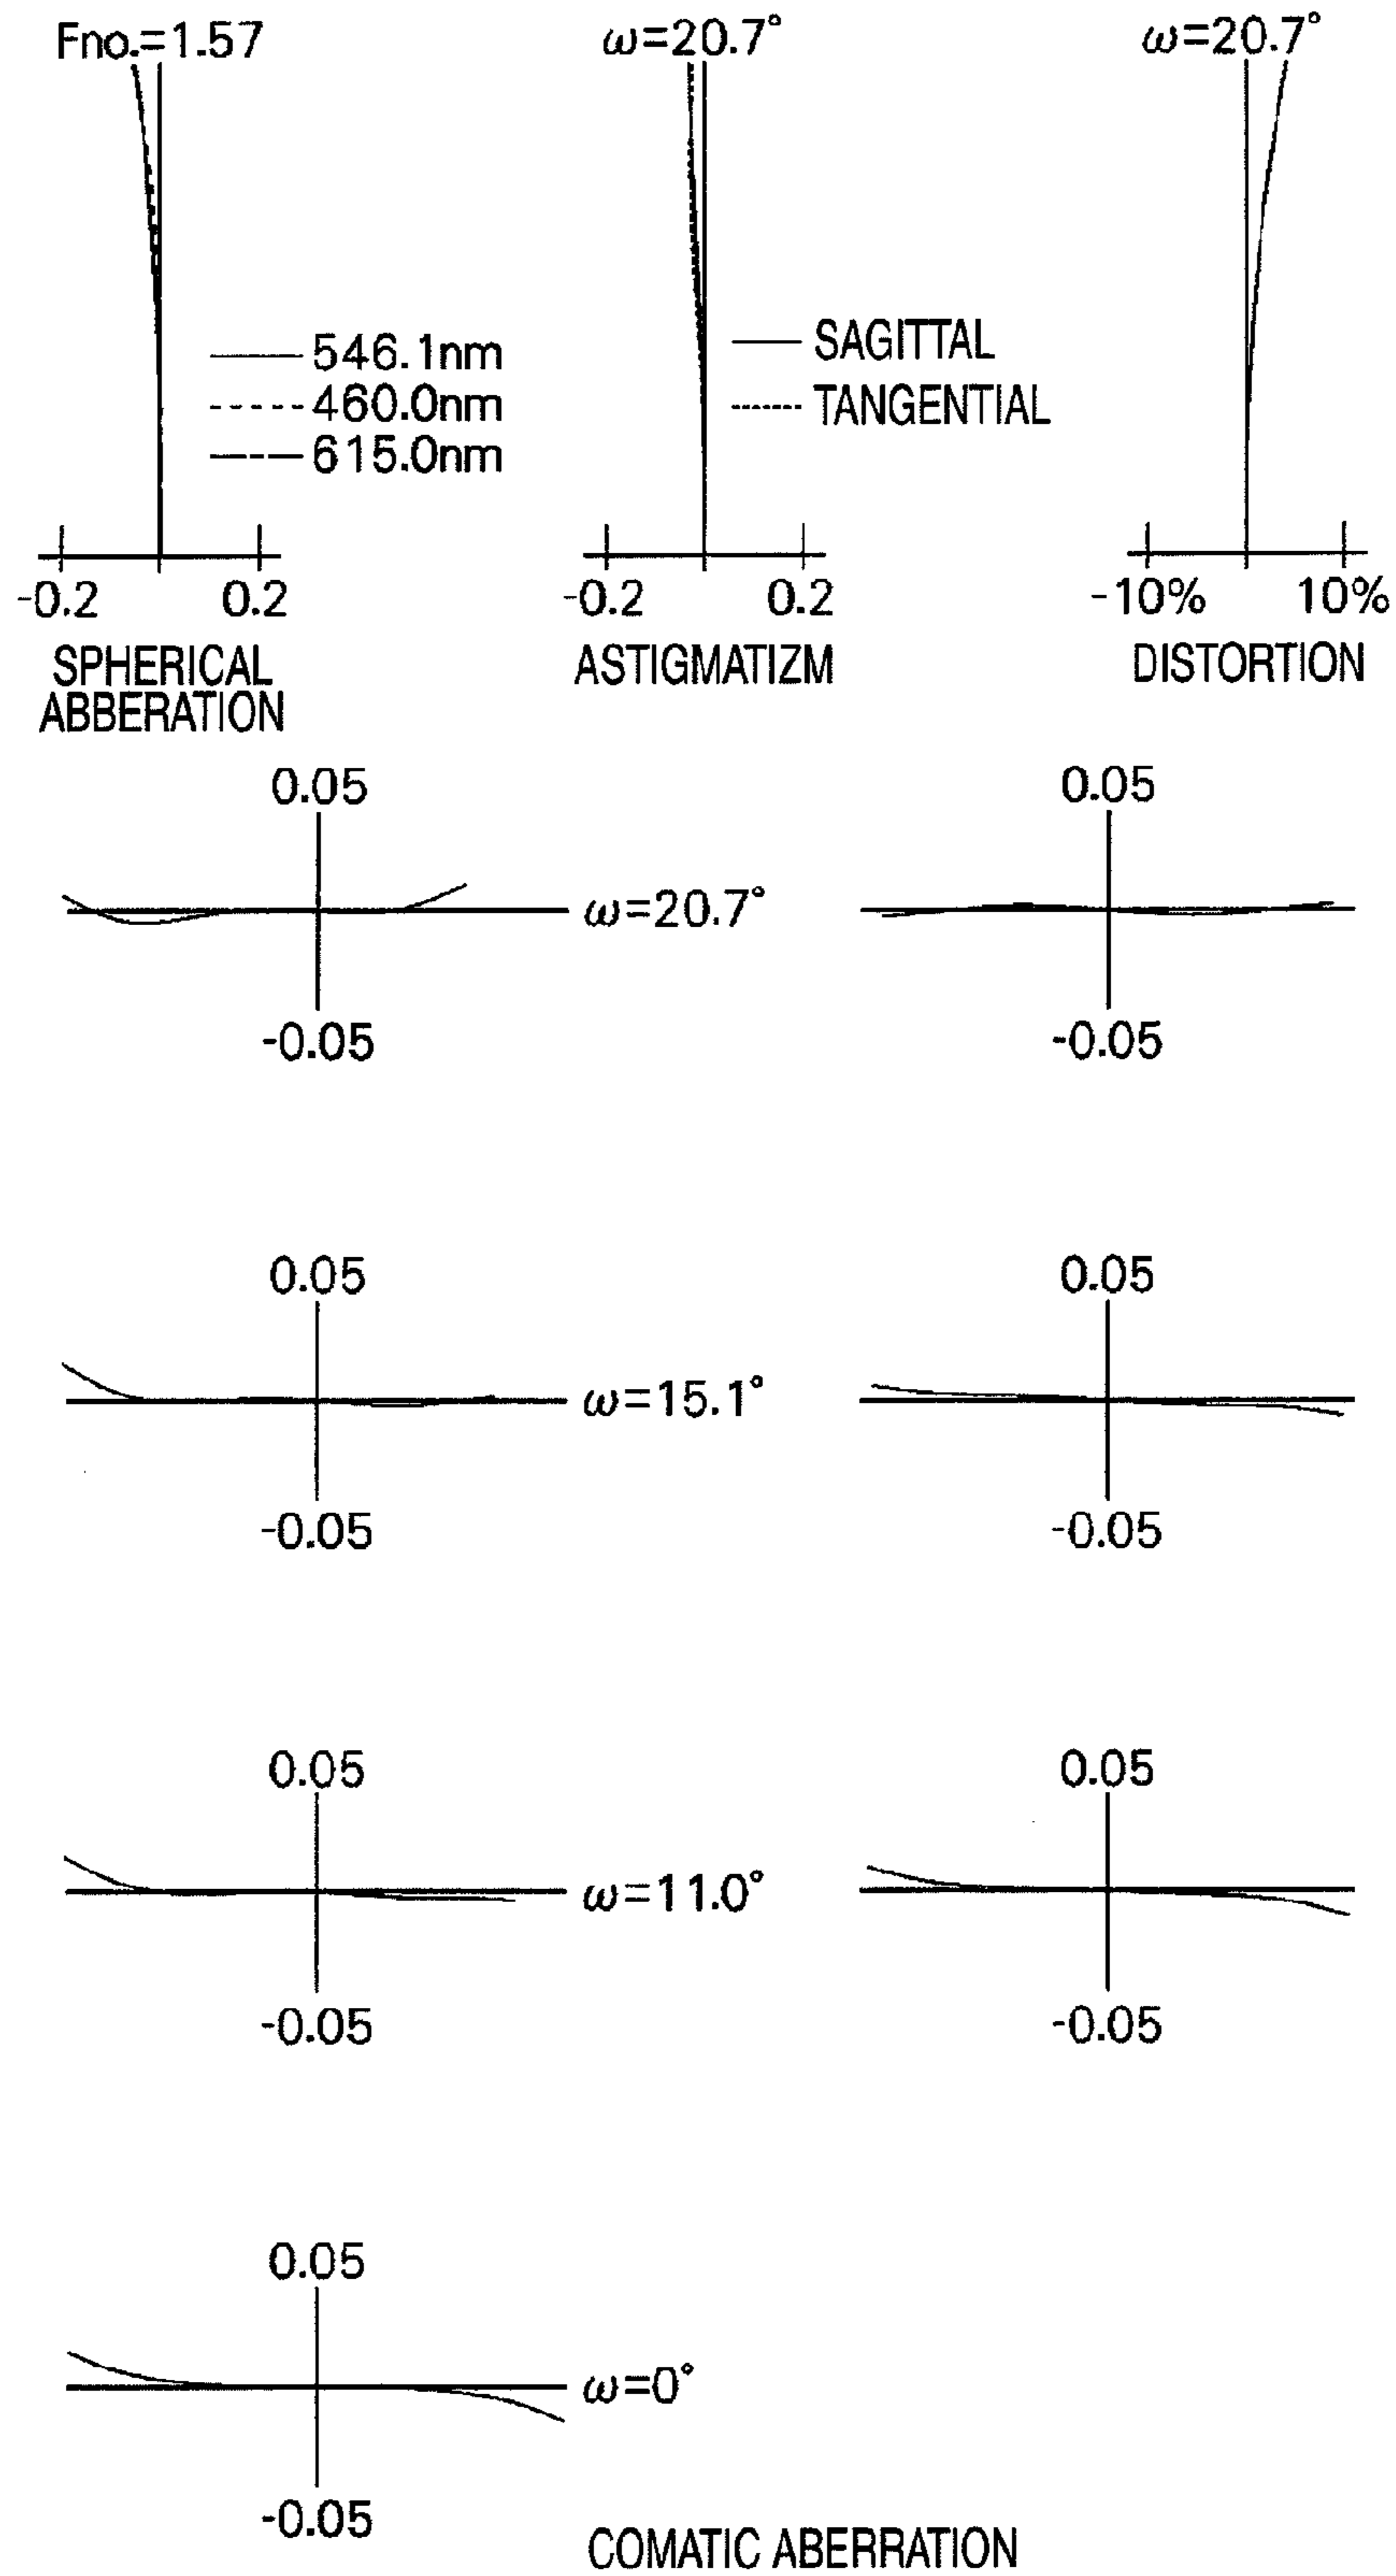 Fno.=1.57
546.1nm
460.0nm
615.0nm
-0.2 0.2
SPHERICAL
ABBERATION
ω=20.7°
SAGITTAL
TANGENTIAL
-0.2 0.2
ASTIGMATIZM
ω=20.7°
-10% 10%
DISTORTION
0.05 0.05
ω=20.7°
-0.05 -0.05
0.05 0.05
ω=15.1°
-0.05 -0.05
0.05 0.05
ω=11.0°
-0.05 -0.05
0.05
ω=0°
-0.05
COMATIC ABERRATION